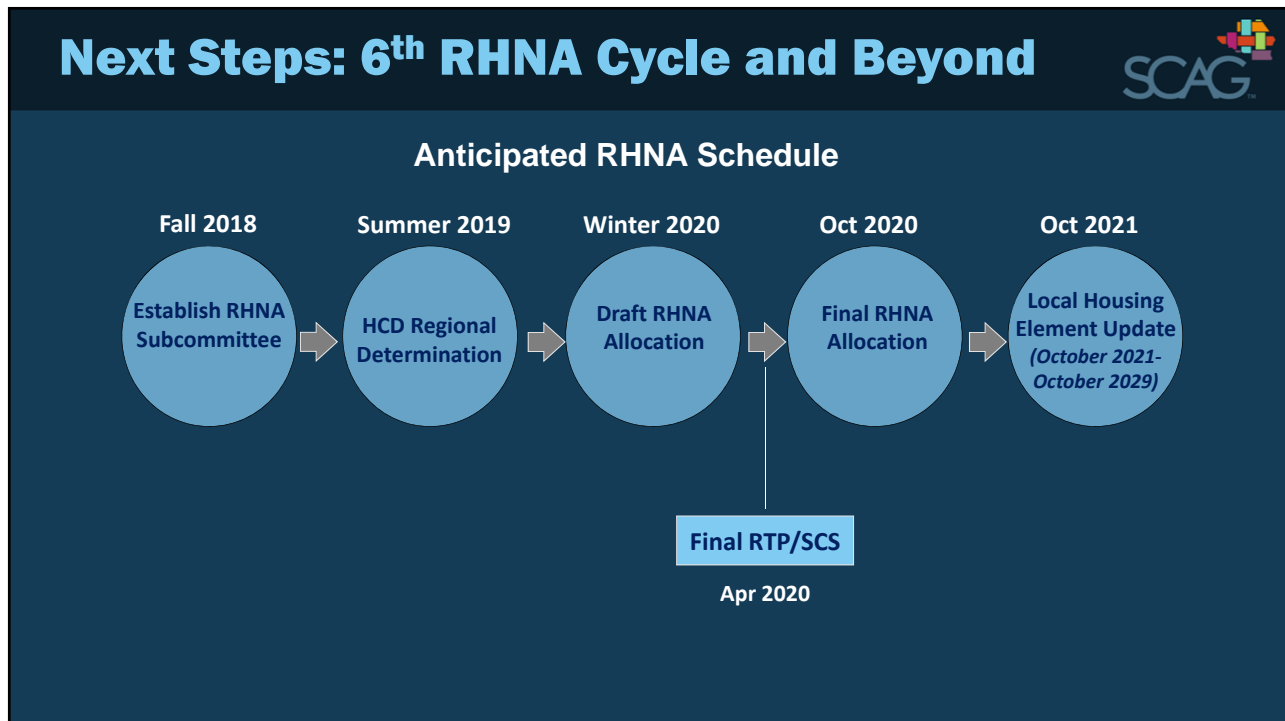 Next Steps: 6th RHNA Cycle and Beyond
SCAG™
Anticipated RHNA Schedule
Fall 2018
Establish RHNA
Subcommittee
Summer 2019
HCD Regional
Determination
Winter 2020
Draft RHNA
Allocation
Oct 2020
Final RHNA
Allocation
Oct 2021
Local Housing
Element Update
(October 2021-
October 2029)
Final RTP/SCS
Apr 2020